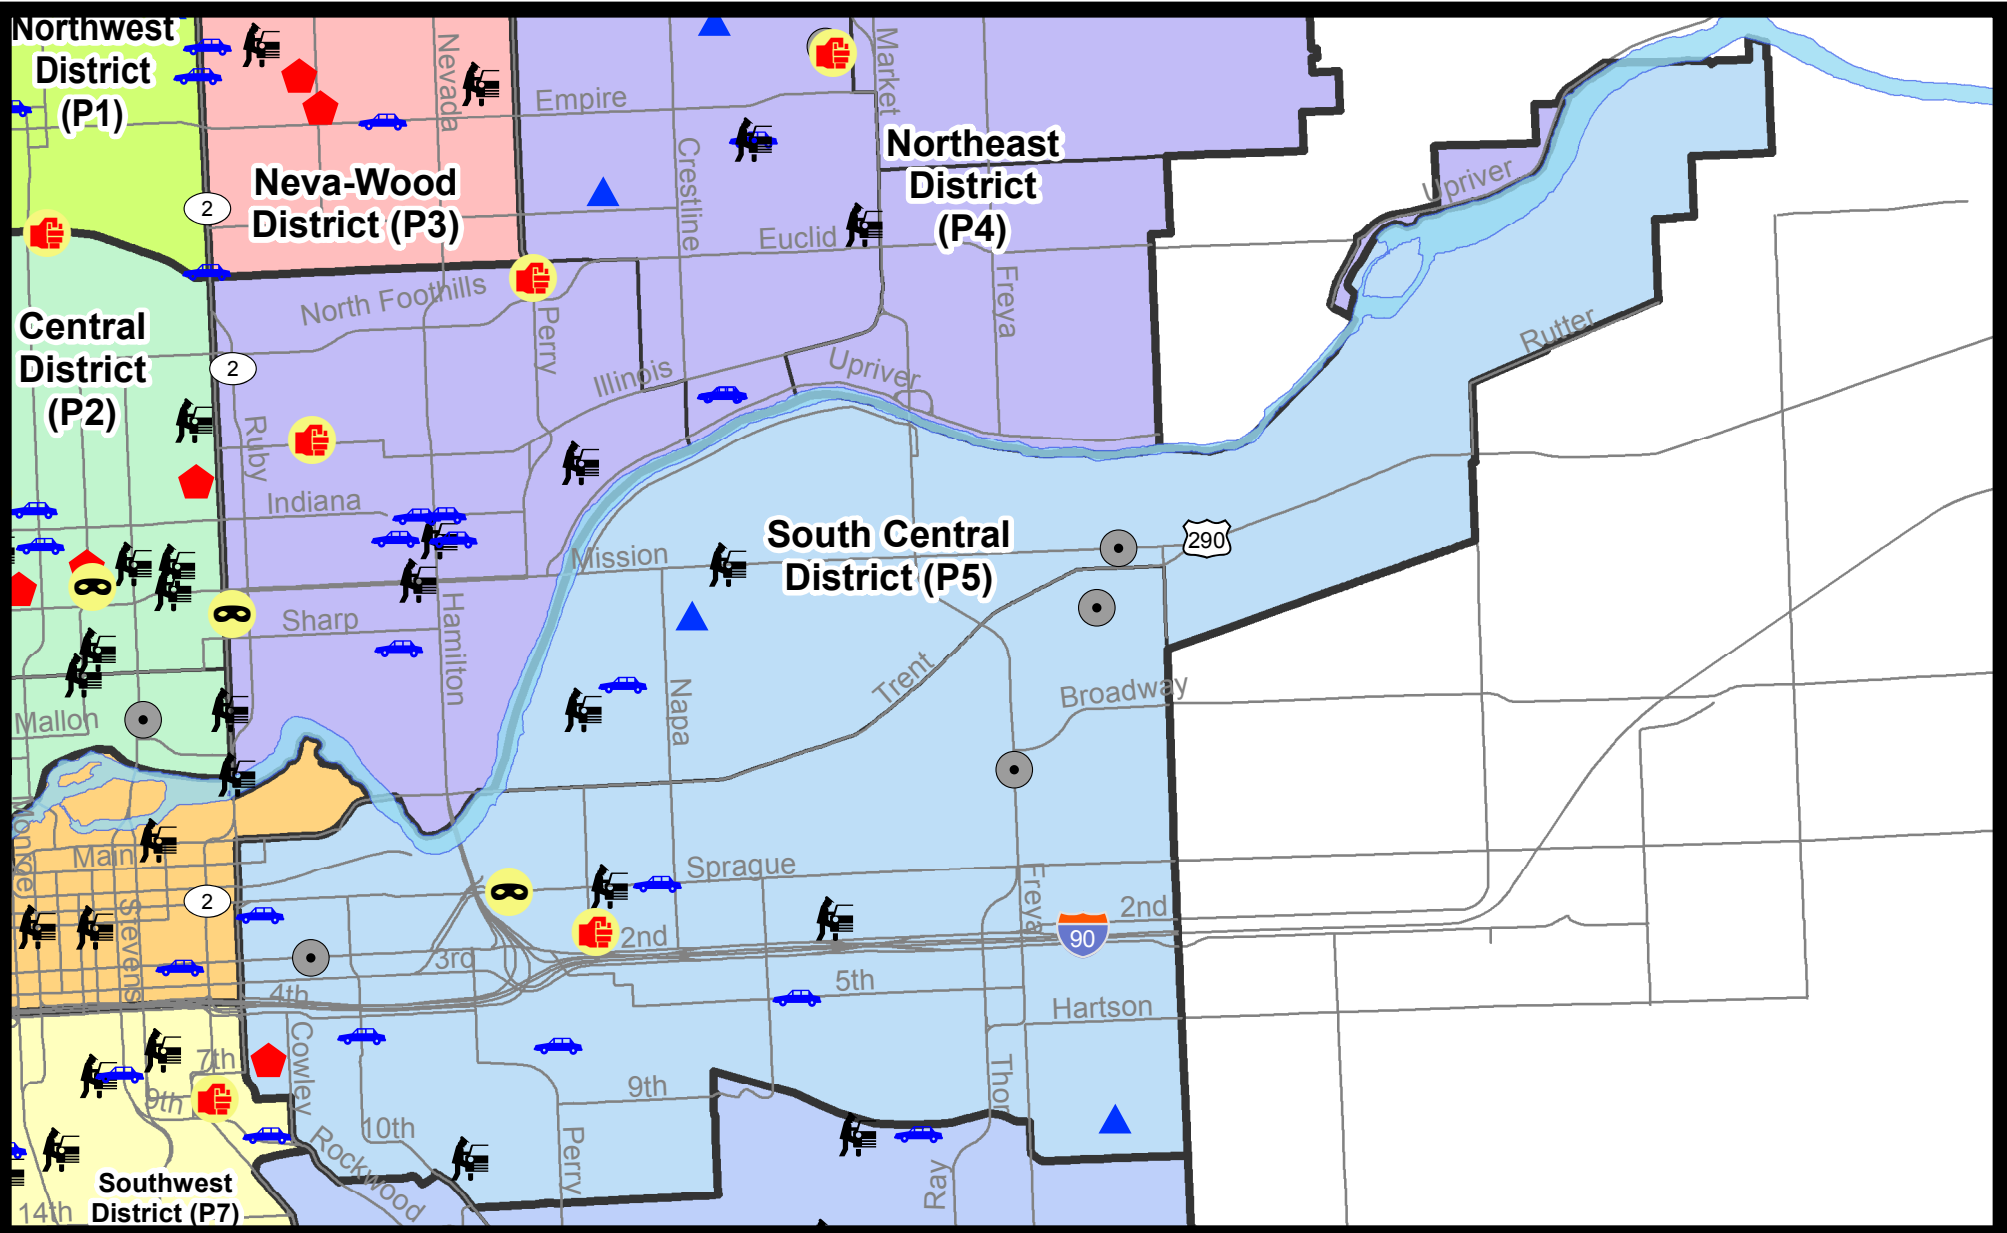 Northwest
District
(P1)
Nevada
Market
Empire
Neva-Wood
District (P3)
Crestline
Northeast
District
(P4)
Upriver
2
Euclid
Central
District
(P2)
North Foothills
Perry
Freya
Rutter
2
Illinois
Upriver
Ruby
Indiana
South Central
District (P5)
290
Mission
Sharp
Hamilton
Napa
Trent
Broadway
Mallon
Monroe
Main
Stevens
2
Sprague
Freya
2nd
90
2nd
3rd
4th
5th
Hartson
Cowley
7th
9th
9th
Thor
10th
Rockwood
Perry
Ray
Southwest
District (P7)
14th